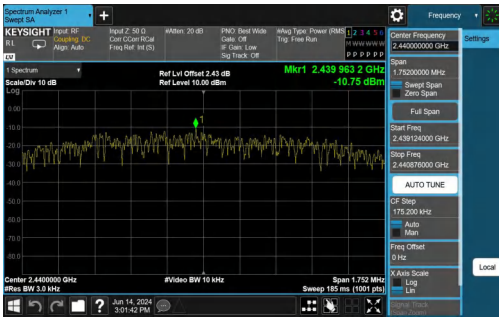 Spectrum Analyzer 1
Swept SA
Frequency
KEYSIGHT
RL
Input: RF
Coupling: DC
Align: Auto
Input Z: 50 Ω
Corr CCorr RCal
Freq Ref: Int (S)
#Atten: 20 dB
PNO: Best Wide
Gate: Off
IF Gain: Low
Sig Track: Off
#Avg Type: Power (RMS
Trig: Free Run
1 2 3 4 5 6
M W W W W W
P P P P P P
LV
1 Spectrum
Scale/Div 10 dB
Log
Ref Lvl Offset 2.43 dB
Ref Level 10.00 dBm
Mkr1 2.439 963 2 GHz
-10.75 dBm
1
0.00
-10.0
-20.0
-30.0
-40.0
-50.0
-60.0
-70.0
-80.0
Center 2.4400000 GHz
#Res BW 3.0 kHz
#Video BW 10 kHz
Span 1.752 MHz
Sweep 185 ms (1001 pts)
Jun 14, 2024
3:01:42 PM
Center Frequency
2.440000000 GHz
Span
1.75200000 MHz
Swept Span
Zero Span
Full Span
Start Freq
2.439124000 GHz
Stop Freq
2.440876000 GHz
AUTO TUNE
CF Step
175.200 kHz
Auto
Man
Freq Offset
0 Hz
X Axis Scale
Log
Lin
Signal Track
Settings
Local